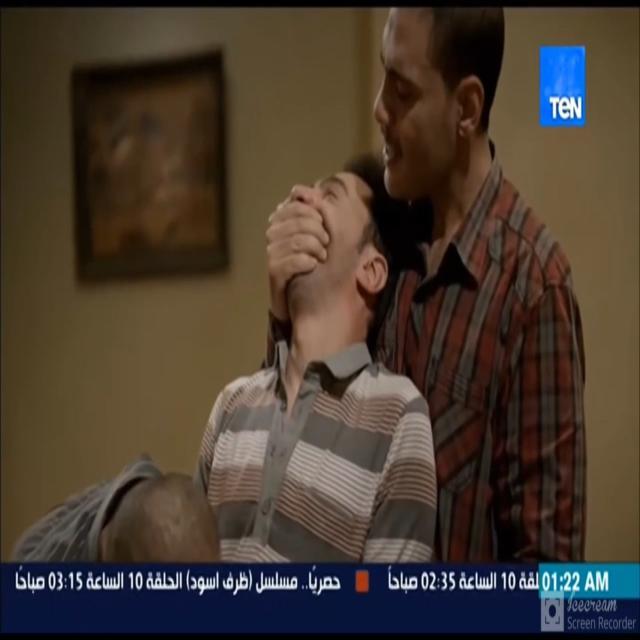 TEN
حصريًا.. مسلسل (ظرف اسود) الحلقة 10 الساعة 03:15 صباحاً
لقة 10 الساعة 02:35 صباحاً
01:22 AM
Icecream
Screen Recorder